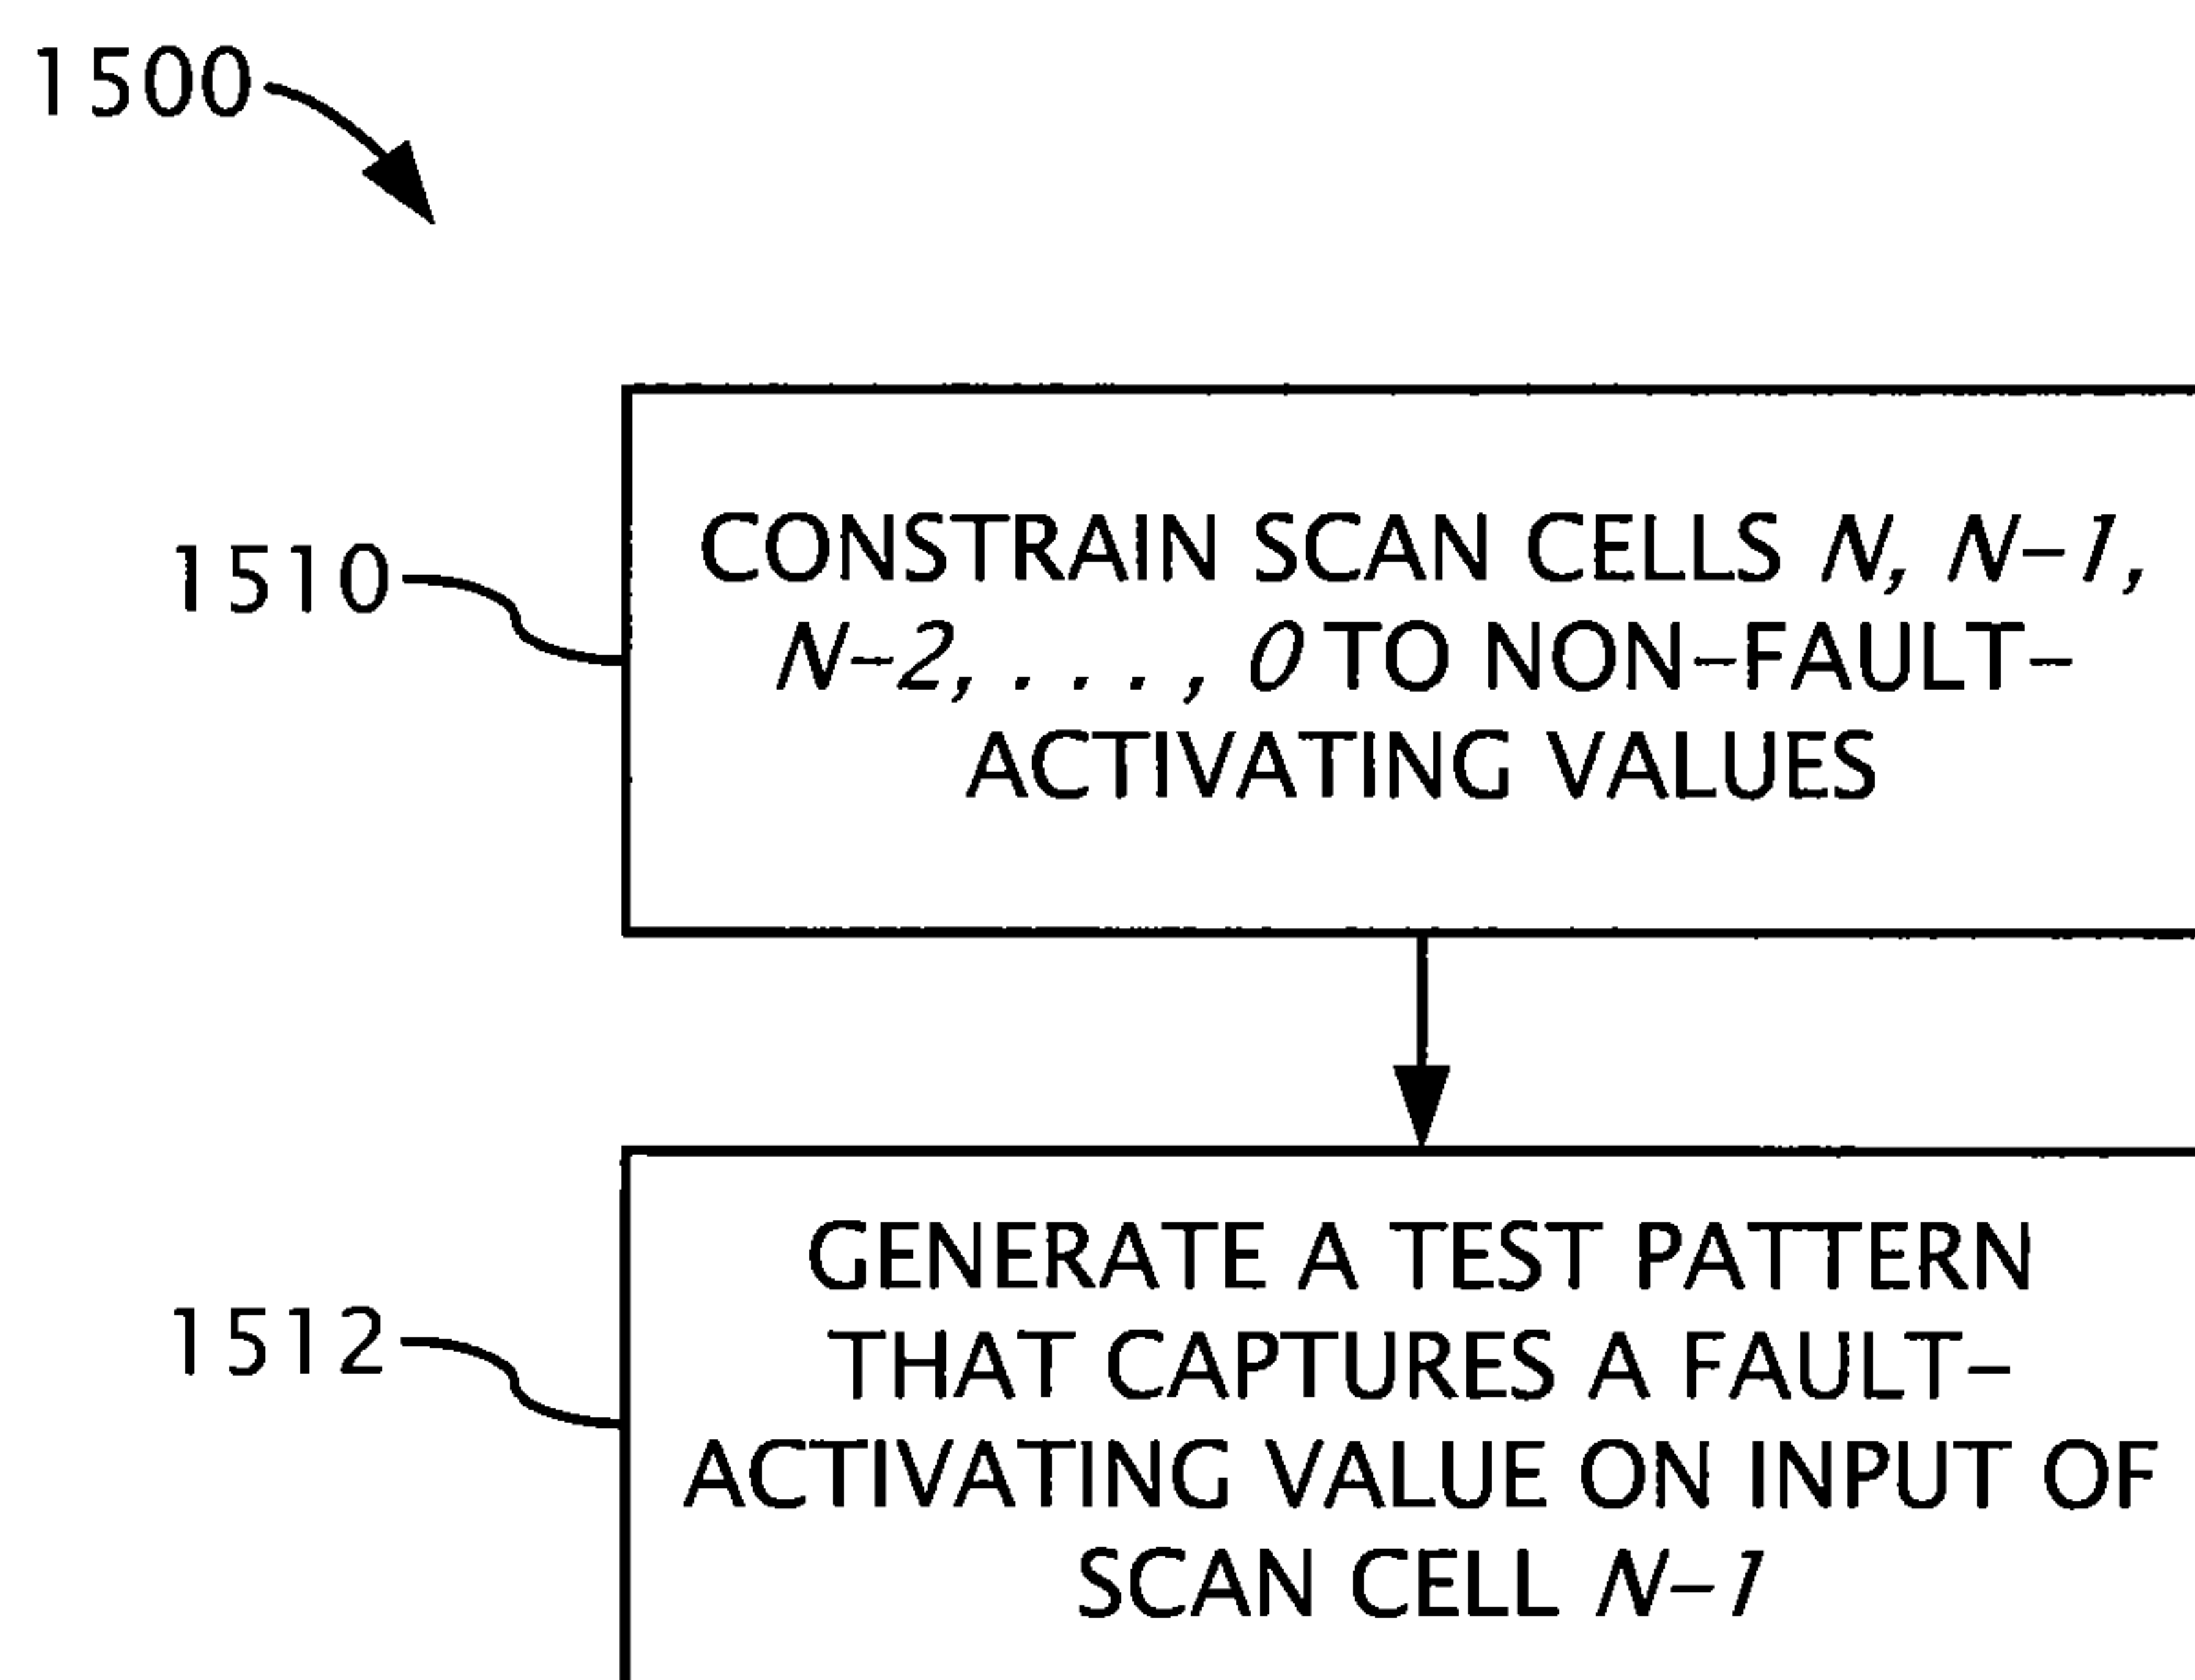 1500
1510
CONSTRAIN SCAN CELLS N, N-1,
N-2, . . . , 0 TO NON-FAULT-
ACTIVATING VALUES
1512
GENERATE A TEST PATTERN
THAT CAPTURES A FAULT-
ACTIVATING VALUE ON INPUT OF
SCAN CELL N-1